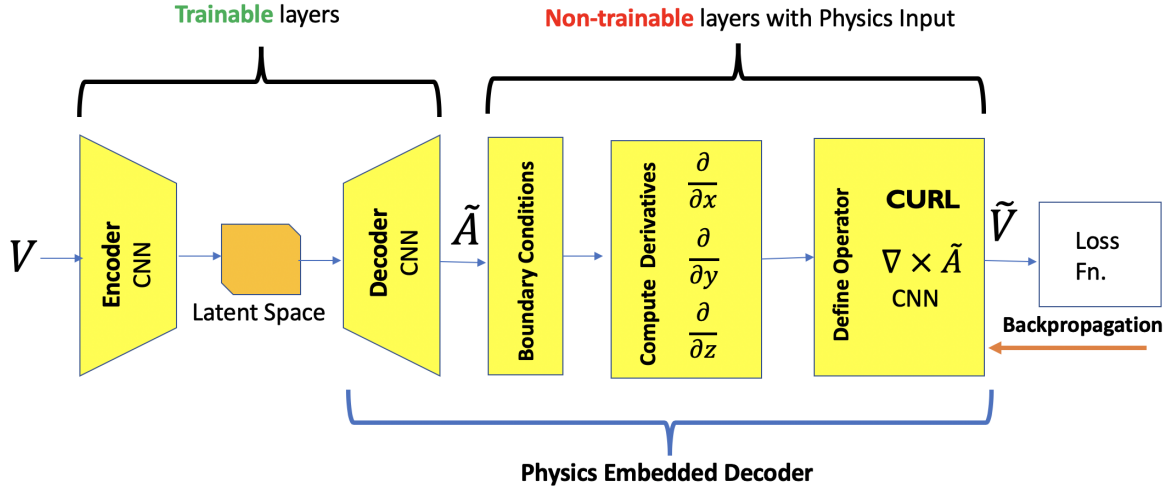 Trainable layers
Non-trainable layers with Physics Input
V
Encoder
CNN
Latent Space
Decoder
CNN
Ã
Boundary Conditions
Compute Derivatives
∂/∂x
∂/∂y
∂/∂z
Define Operator
CURL
∇ × Ã
CNN
Ṽ
Loss
Fn.
Backpropagation
Physics Embedded Decoder